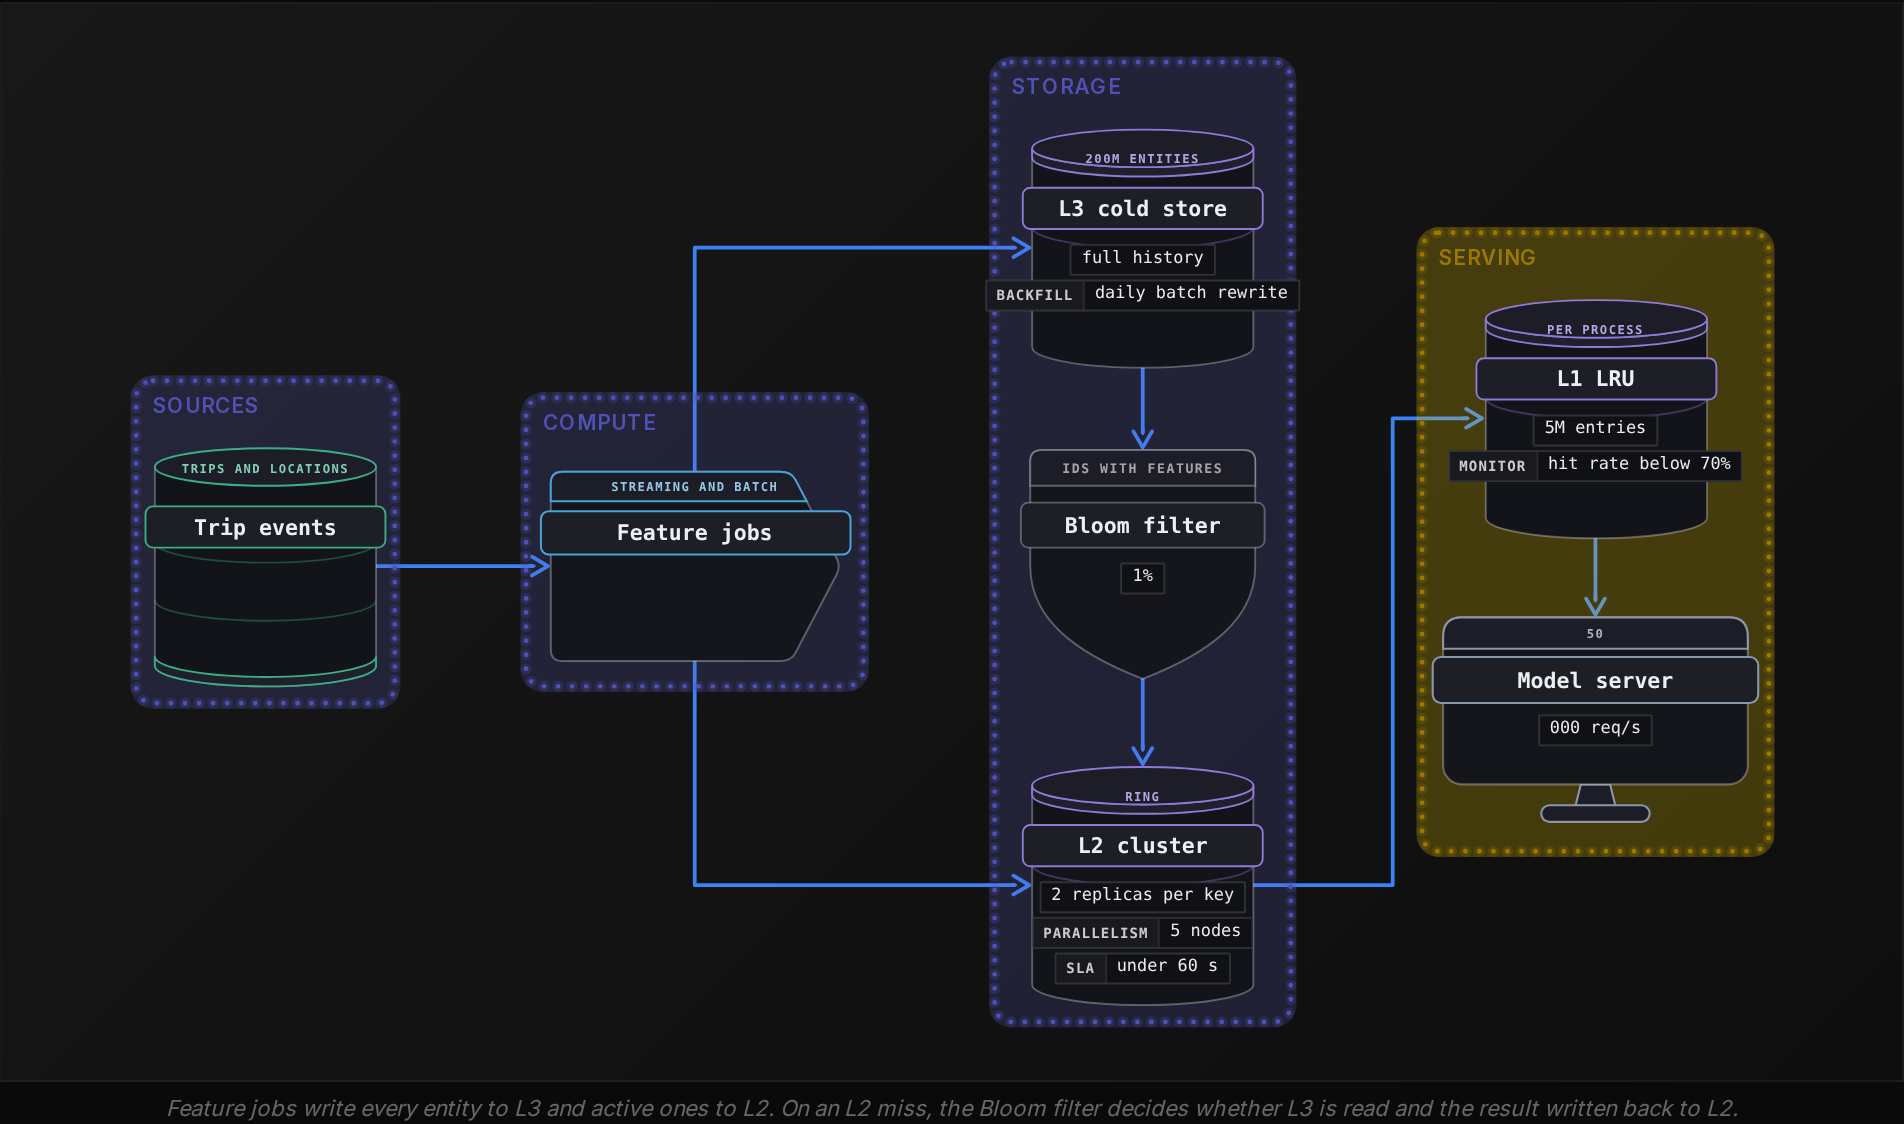 SOURCES
TRIPS AND LOCATIONS
Trip events
COMPUTE
STREAMING AND BATCH
Feature jobs
STORAGE
200M ENTITIES
L3 cold store
full history
BACKFILL daily batch rewrite
IDS WITH FEATURES
Bloom filter
1%
RING
L2 cluster
2 replicas per key
PARALLELISM 5 nodes
SLA under 60 s
SERVING
PER PROCESS
L1 LRU
5M entries
MONITOR hit rate below 70%
50
Model server
000 req/s
Feature jobs write every entity to L3 and active ones to L2. On an L2 miss, the Bloom filter decides whether L3 is read and the result written back to L2.